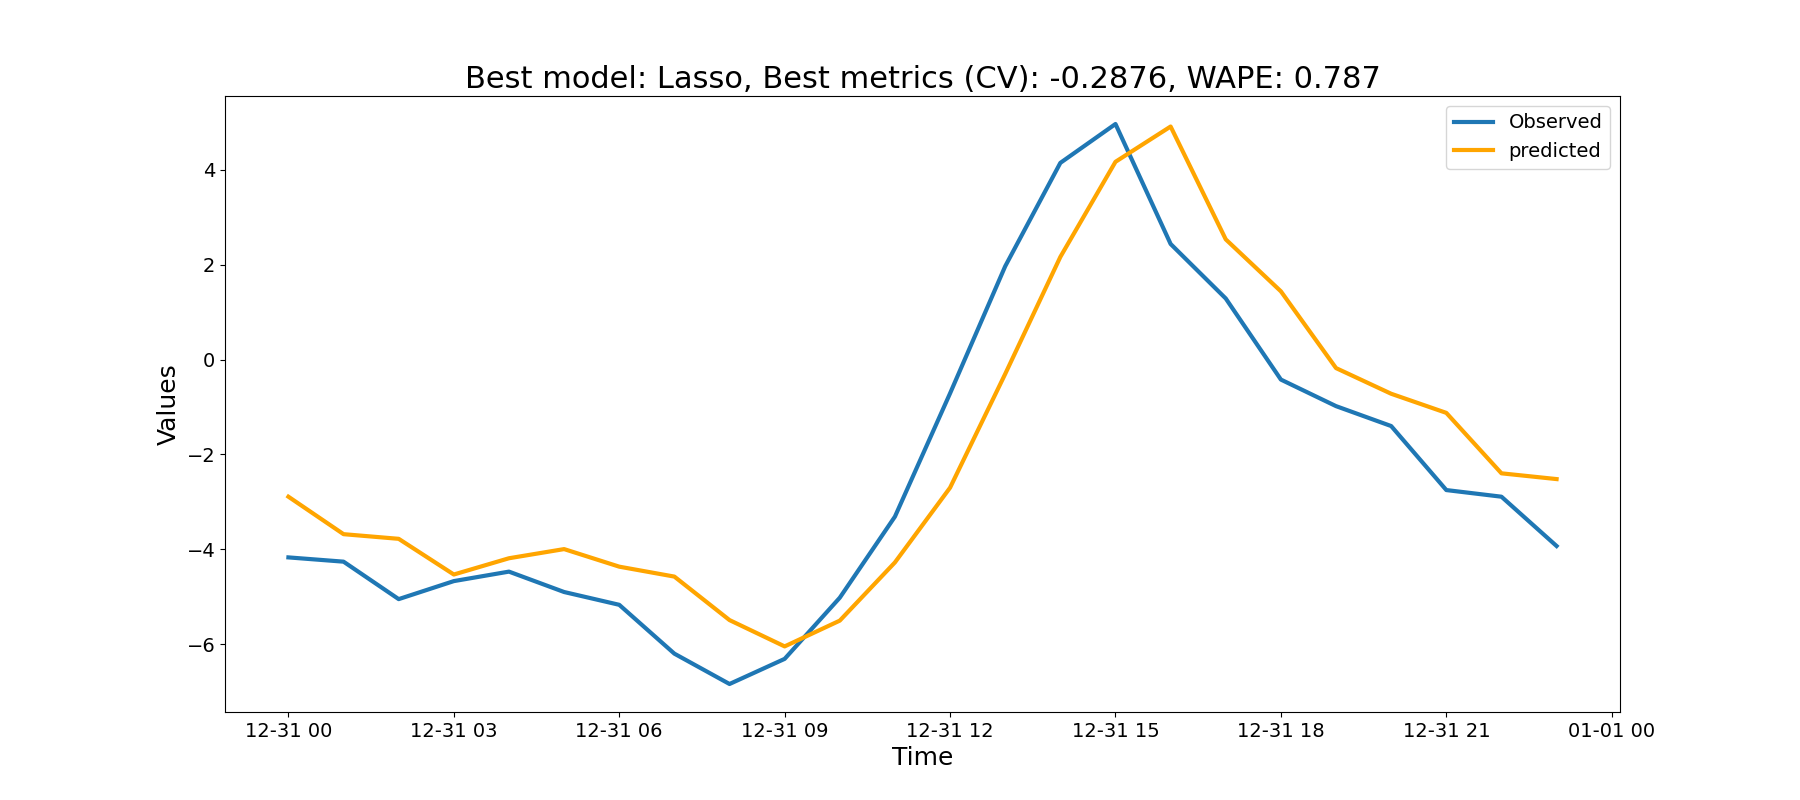 Best model: Lasso, Best metrics (CV): -0.2876, WAPE: 0.787
Observed
predicted
4
2
0
−2
−4
−6
Values
12-31 00 12-31 03 12-31 06 12-31 09 12-31 12 12-31 15 12-31 18 12-31 21 01-01 00
Time